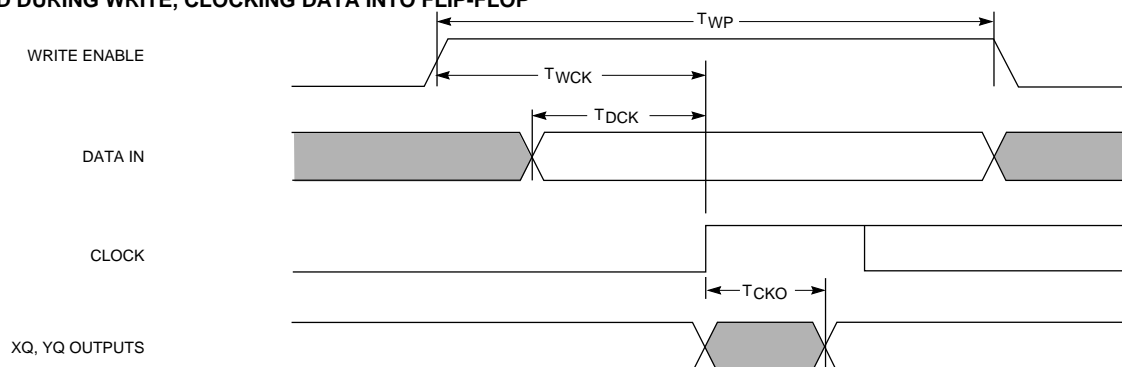 DURING WRITE, CLOCKING DATA INTO FLIP-FLOP
TWP
WRITE ENABLE
TWCK
TDCK
DATA IN
CLOCK
TCKO
XQ, YQ OUTPUTS